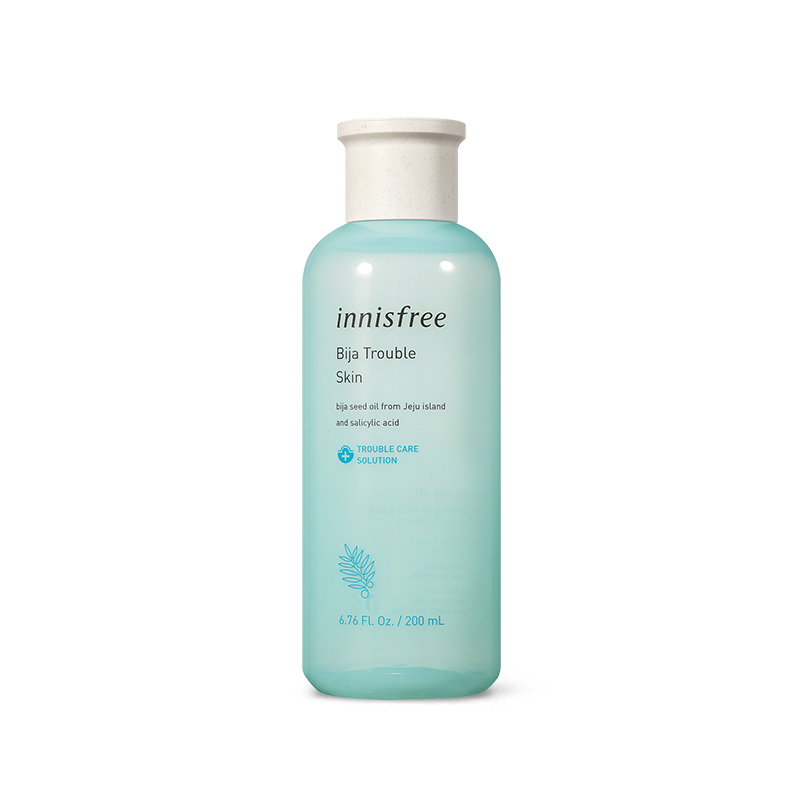 innisfree
Bija Trouble
Skin
bija seed oil from Jeju island
and salicylic acid
TROUBLE CARE
SOLUTION
6.76 Fl. Oz. / 200 mL